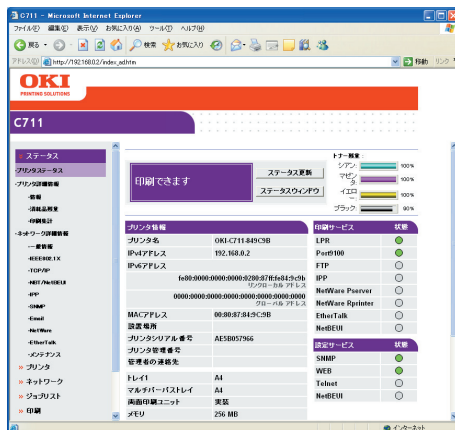 C711 - Microsoft Internet Explorer
ファイル(F) 編集(E) 表示(V) お気に入り(A) ツール(T) ヘルプ(H)
戻る 検索 お気に入り
アドレス(D) http://192.168.0.2/index_ad.htm 移動 リンク
OKI
PRINTING SOLUTIONS
C711
ステータス
・プリンタステータス
・プリンタ詳細情報
・情報
・消耗品残量
・印刷集計
・ネットワーク詳細情報
・一般情報
・IEEE802.1X
・TCP/IP
・NBT/NetBEUI
・IPP
・SNMP
・Email
・NetWare
・EtherTalk
・メンテナンス
» プリンタ
» ネットワーク
» ジョブリスト
» 印刷
印刷できます
ステータス更新
ステータスウィンドウ
トナー残量
シアン: 100%
マゼンタ: 100%
イエロー: 100%
ブラック: 90%
プリンタ情報
プリンタ名 OKI-C711-849C9B
IPv4アドレス 192.168.0.2
IPv6アドレス
fe80:0000:0000:0000:0280:87ff:fe84:9c9b
リンクローカル アドレス
0000:0000:0000:0000:0000:0000:0000:0000
グローバル アドレス
MACアドレス 00:80:87:84:9C:9B
設置場所
プリンタシリアル番号 AE5B057966
プリンタ管理番号
管理者の連絡先
トレイ1 A4
マルチパーパストレイ A4
両面印刷ユニット 実装
メモリ 256 MB
印刷サービス 状態
LPR
Port9100
FTP
IPP
NetWare Pserver
NetWare Rprinter
EtherTalk
NetBEUI
設定サービス 状態
SNMP
WEB
Telnet
NetBEUI
インターネット